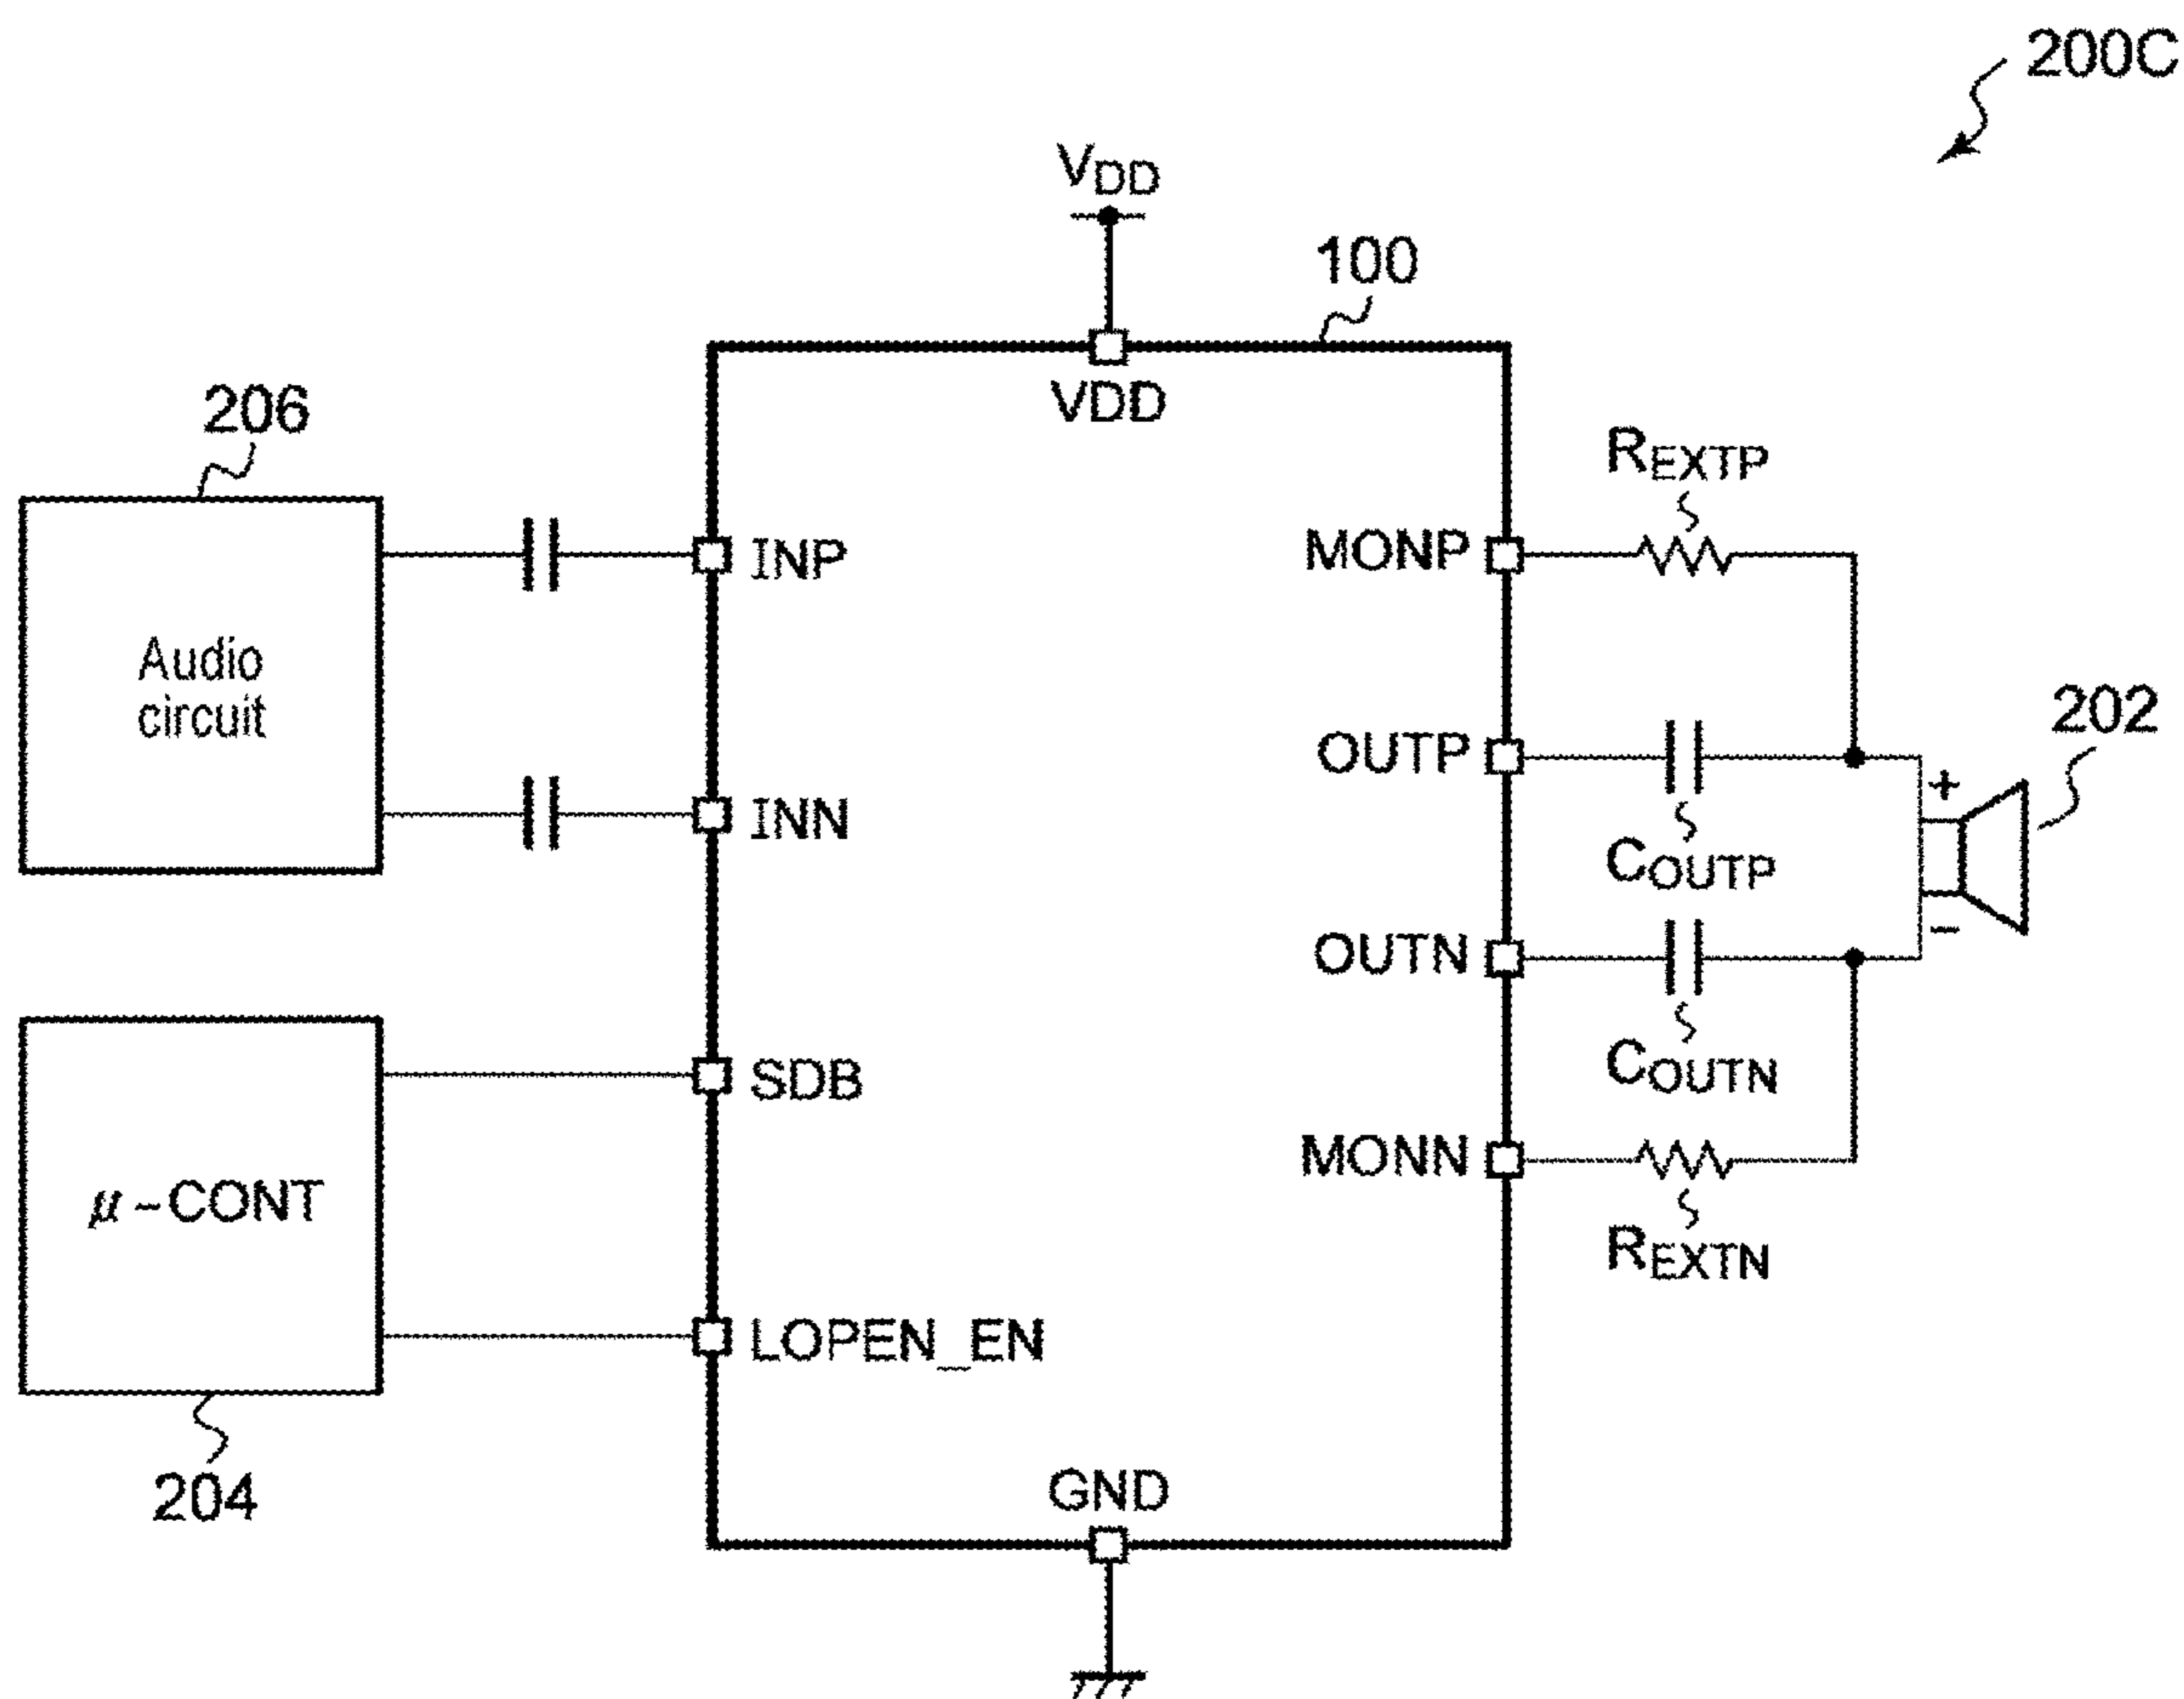 200C
VDD
100
VDD
206
REXTP
INP
MONP
Audio
circuit
202
OUTP
+
INN
COUTP
OUTN
−
SDB
COUTN
MONN
μ-CONT
REXTN
LOPEN_EN
GND
204